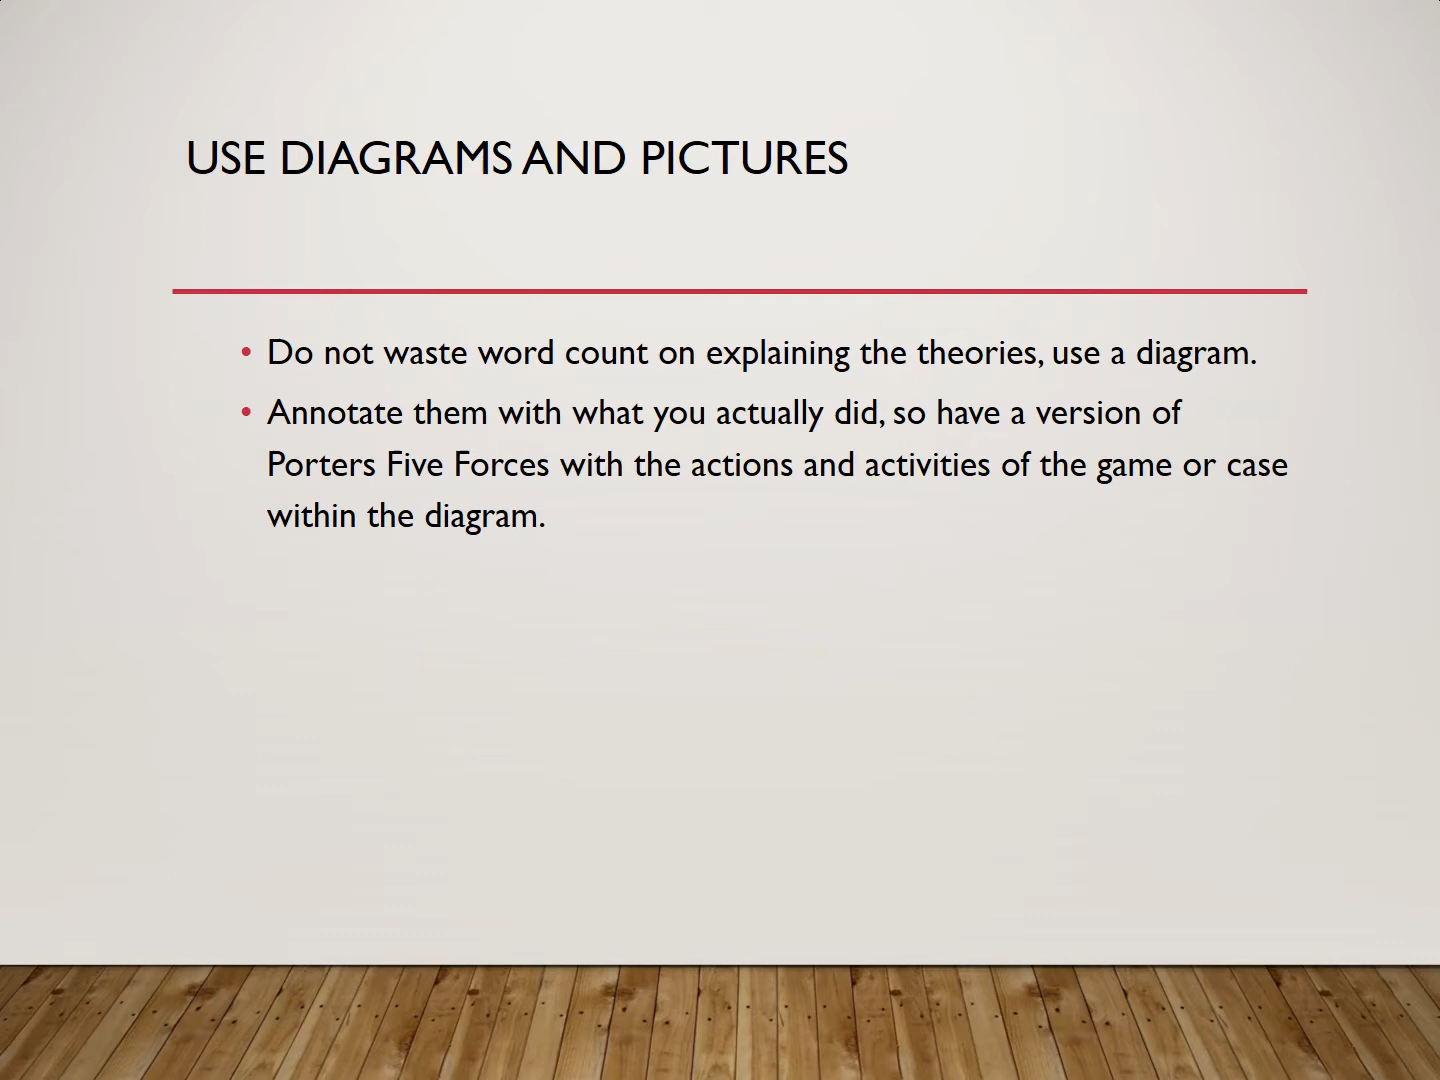 USE DIAGRAMS AND PICTURES
• Do not waste word count on explaining the theories, use a diagram.
• Annotate them with what you actually did, so have a version of
Porters Five Forces with the actions and activities of the game or case
within the diagram.